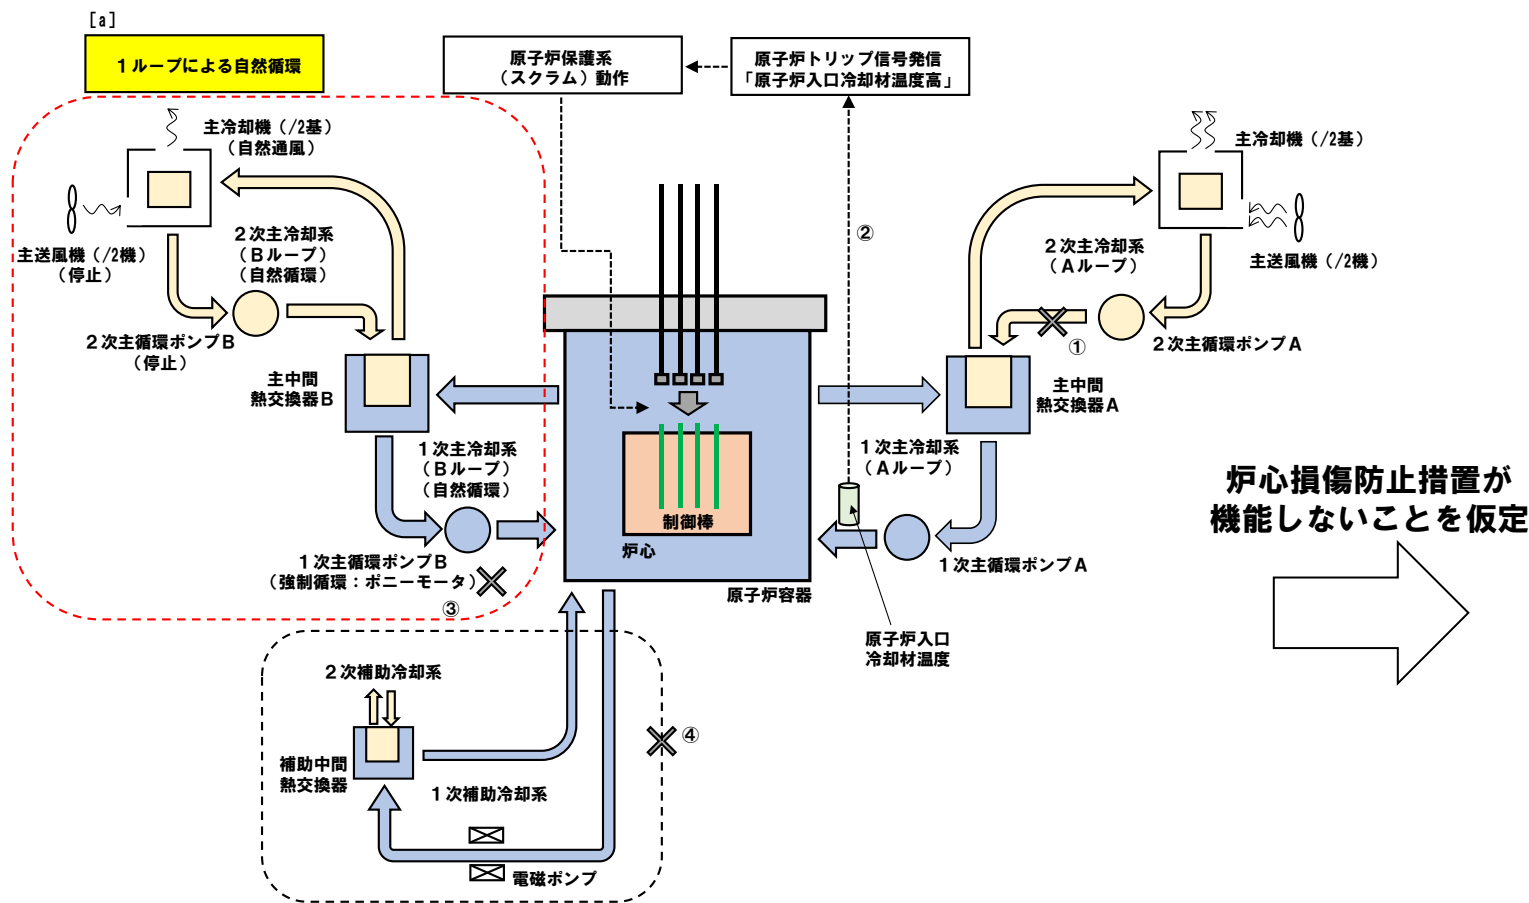 [a]
1ループによる自然循環
原子炉保護系
（スクラム）動作
原子炉トリップ信号発信
「原子炉入口冷却材温度高」
主冷却機（/2基）
（自然通風）
主送風機（/2機）
（停止）
2次主冷却系
（Bループ）
（自然循環）
2次主循環ポンプB
（停止）
主中間
熱交換器B
1次主冷却系
（Bループ）
（自然循環）
1次主循環ポンプB
（強制循環：ポニーモータ）
③
制御棒
炉心
原子炉容器
②
主冷却機（/2基）
主送風機（/2機）
2次主冷却系
（Aループ）
①
2次主循環ポンプA
主中間
熱交換器A
1次主冷却系
（Aループ）
1次主循環ポンプA
原子炉入口
冷却材温度
2次補助冷却系
補助中間
熱交換器
1次補助冷却系
電磁ポンプ
④
炉心損傷防止措置が
機能しないことを仮定